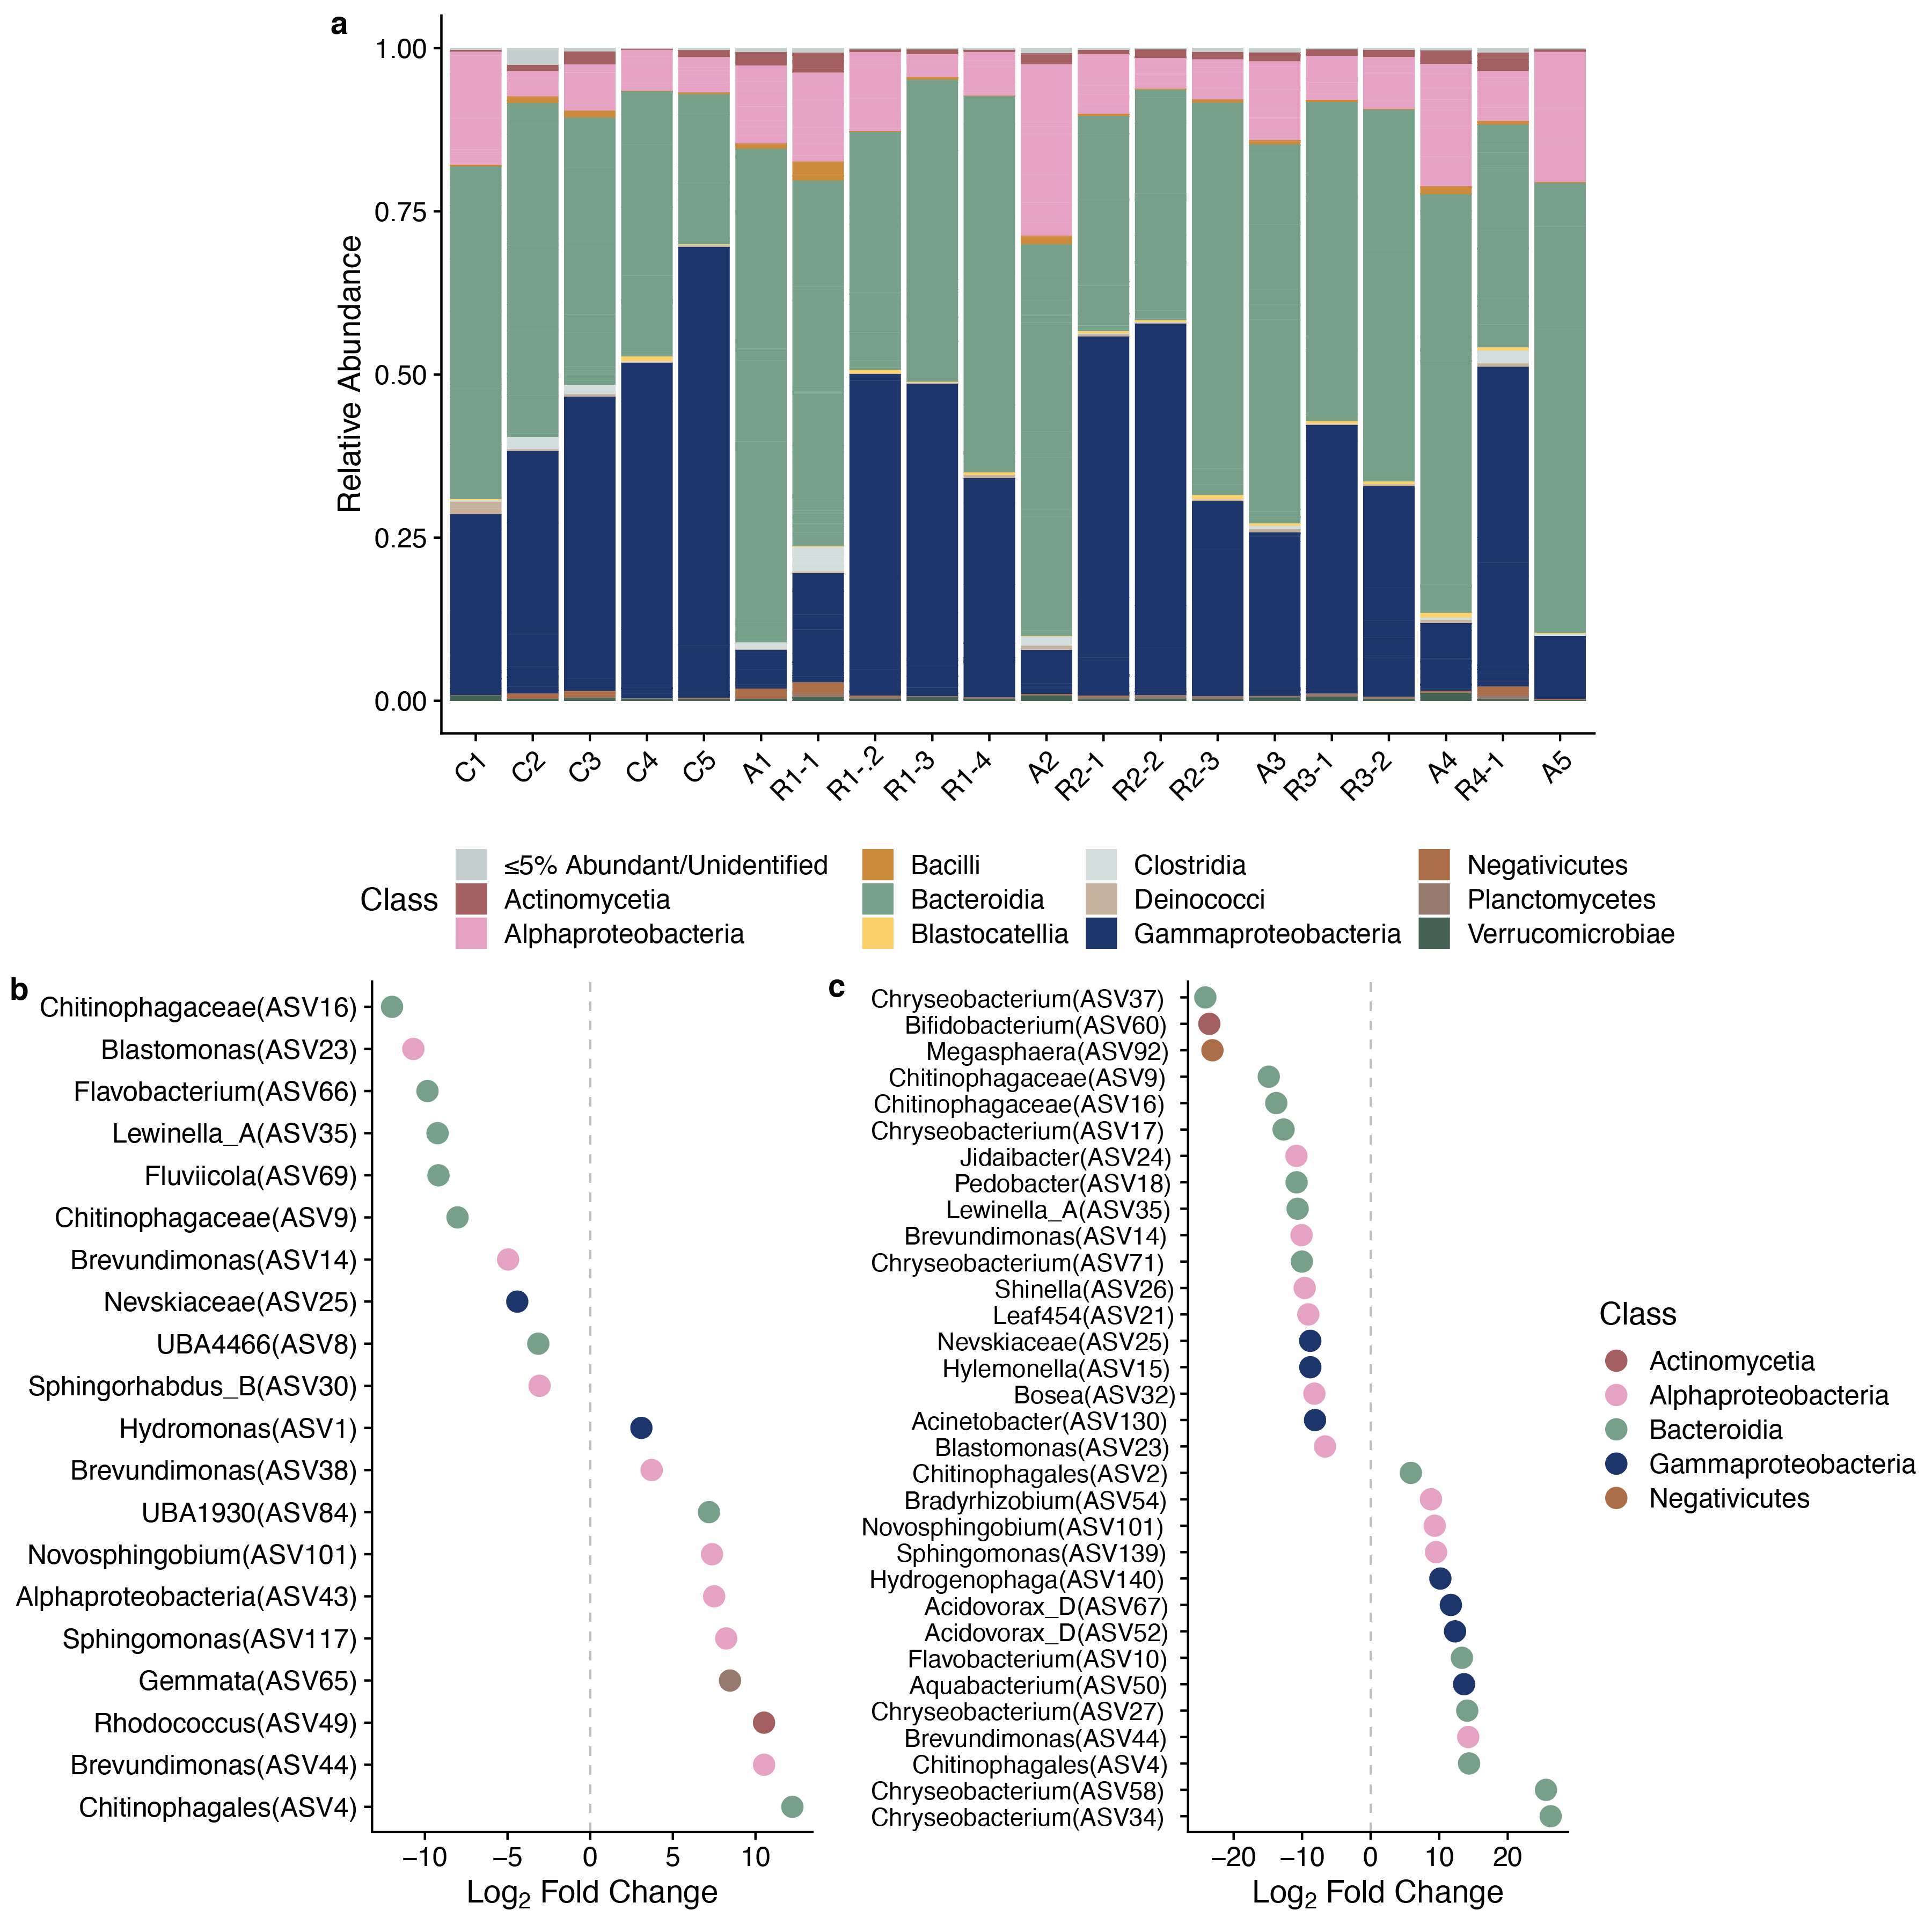 a
1.00
0.75
0.50
0.25
0.00
Relative Abundance
C1 C2 C3 C4 C5 A1 R1-1 R1-.2 R1-3 R1-4 A2 R2-1 R2-2 R2-3 A3 R3-1 R3-2 A4 R4-1 A5
Class
≤5% Abundant/Unidentified
Actinomycetia
Alphaproteobacteria
Bacilli
Bacteroidia
Blastocatellia
Clostridia
Deinococci
Gammaproteobacteria
Negativicutes
Planctomycetes
Verrucomicrobiae
b
Chitinophagaceae(ASV16)
Blastomonas(ASV23)
Flavobacterium(ASV66)
Lewinella_A(ASV35)
Fluviicola(ASV69)
Chitinophagaceae(ASV9)
Brevundimonas(ASV14)
Nevskiaceae(ASV25)
UBA4466(ASV8)
Sphingorhabdus_B(ASV30)
Hydromonas(ASV1)
Brevundimonas(ASV38)
UBA1930(ASV84)
Novosphingobium(ASV101)
Alphaproteobacteria(ASV43)
Sphingomonas(ASV117)
Gemmata(ASV65)
Rhodococcus(ASV49)
Brevundimonas(ASV44)
Chitinophagales(ASV4)
−10 −5 0 5 10
Log2 Fold Change
c
Chryseobacterium(ASV37)
Bifidobacterium(ASV60)
Megasphaera(ASV92)
Chitinophagaceae(ASV9)
Chitinophagaceae(ASV16)
Chryseobacterium(ASV17)
Jidaibacter(ASV24)
Pedobacter(ASV18)
Lewinella_A(ASV35)
Brevundimonas(ASV14)
Chryseobacterium(ASV71)
Shinella(ASV26)
Leaf454(ASV21)
Nevskiaceae(ASV25)
Hylemonella(ASV15)
Bosea(ASV32)
Acinetobacter(ASV130)
Blastomonas(ASV23)
Chitinophagales(ASV2)
Bradyrhizobium(ASV54)
Novosphingobium(ASV101)
Sphingomonas(ASV139)
Hydrogenophaga(ASV140)
Acidovorax_D(ASV67)
Acidovorax_D(ASV52)
Flavobacterium(ASV10)
Aquabacterium(ASV50)
Chryseobacterium(ASV27)
Brevundimonas(ASV44)
Chitinophagales(ASV4)
Chryseobacterium(ASV58)
Chryseobacterium(ASV34)
−20 −10 0 10 20
Log2 Fold Change
Class
Actinomycetia
Alphaproteobacteria
Bacteroidia
Gammaproteobacteria
Negativicutes